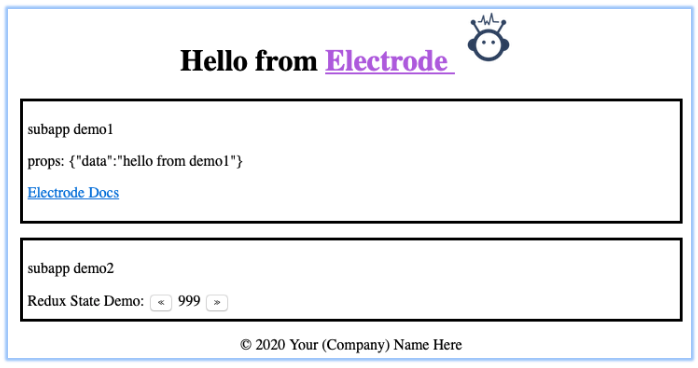 Hello from Electrode
subapp demo1
props: {"data":"hello from demo1"}
Electrode Docs
subapp demo2
Redux State Demo: « 999 »
© 2020 Your (Company) Name Here